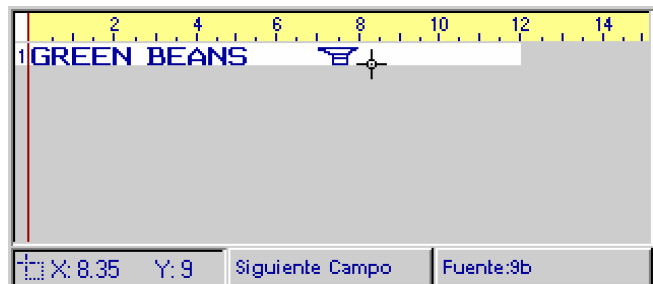 2 4 6 8 10 12 14
1 GREEN BEANS
X: 8.35 Y: 9 Siguiente Campo Fuente:9b